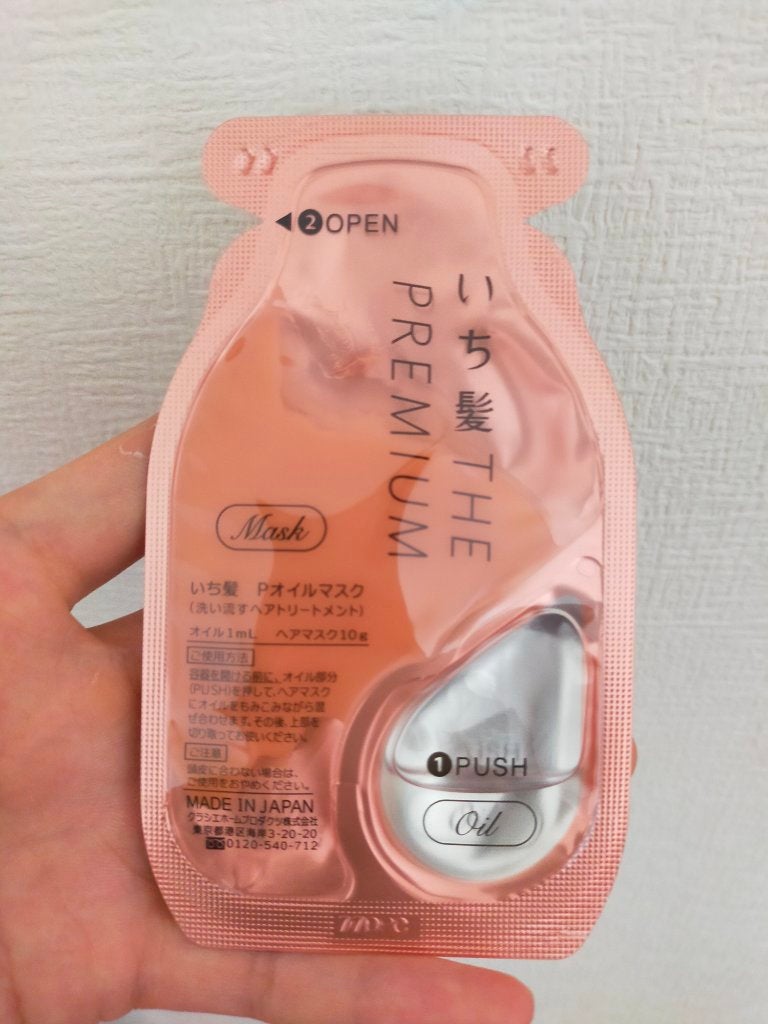 ②OPEN
いち髪 THE
PREMIUM
Mask
いち髪 Pオイルマスク
(洗い流すヘアトリートメント)
オイル1mL ヘアマスク10g
ご使用方法
容器を開ける前に、オイル部分
(PUSH)を押して、ヘアマスク
にオイルをもみこみながら混
ぜ合わせます。その後、上部を
切り取ってお使いください。
ご注意
頭皮に合わない場合は、
ご使用をおやめください。
MADE IN JAPAN
クラシエホームプロダクツ株式会社
東京都港区海岸3-20-20
0120-540-712
❶PUSH
Oil